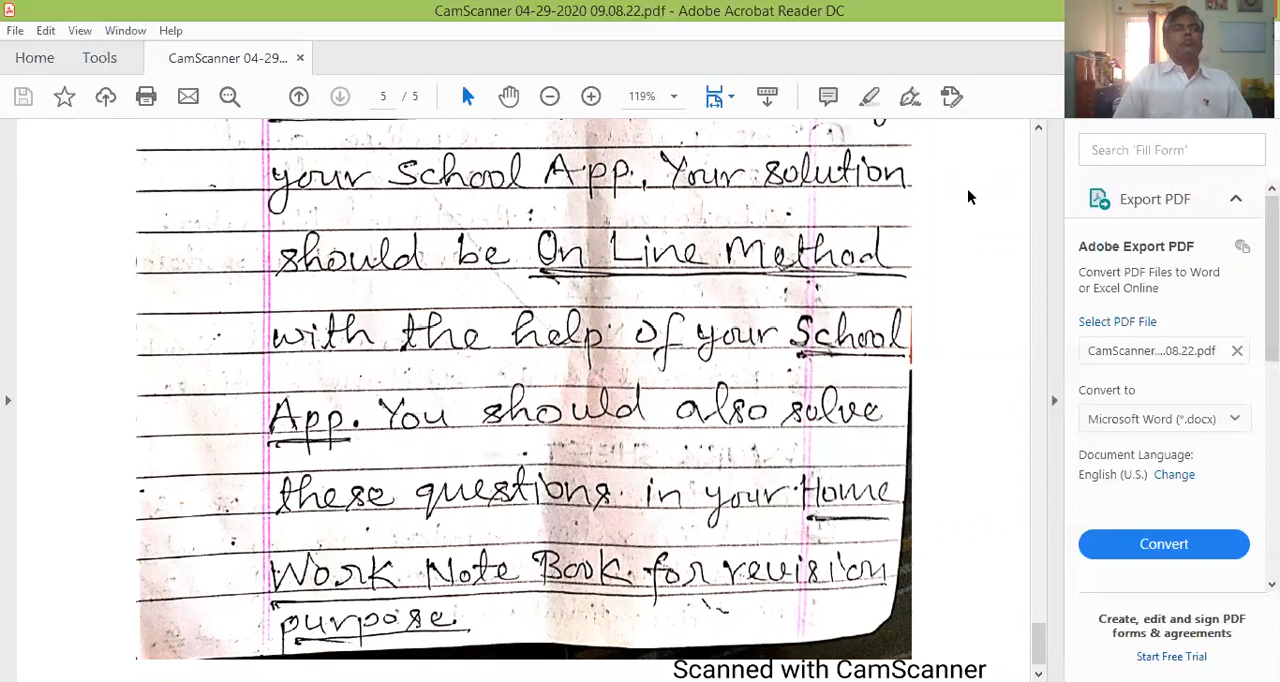 CamScanner 04-29-2020 09.08.22.pdf - Adobe Acrobat Reader DC
File Edit View Window Help
Home Tools CamScanner 04-29... ×
5 / 5 119%
your School App. Your solution
should be On Line Method
with the help of your School
App. You should also solve
these questions in your Home
Work Note Book for revision
purpose.
Scanned with CamScanner
Search 'Fill Form'
Export PDF
Adobe Export PDF
Convert PDF Files to Word
or Excel Online
Select PDF File
CamScanner....08.22.pdf
Convert to
Microsoft Word (*.docx)
Document Language:
English (U.S.) Change
Convert
Create, edit and sign PDF
forms & agreements
Start Free Trial